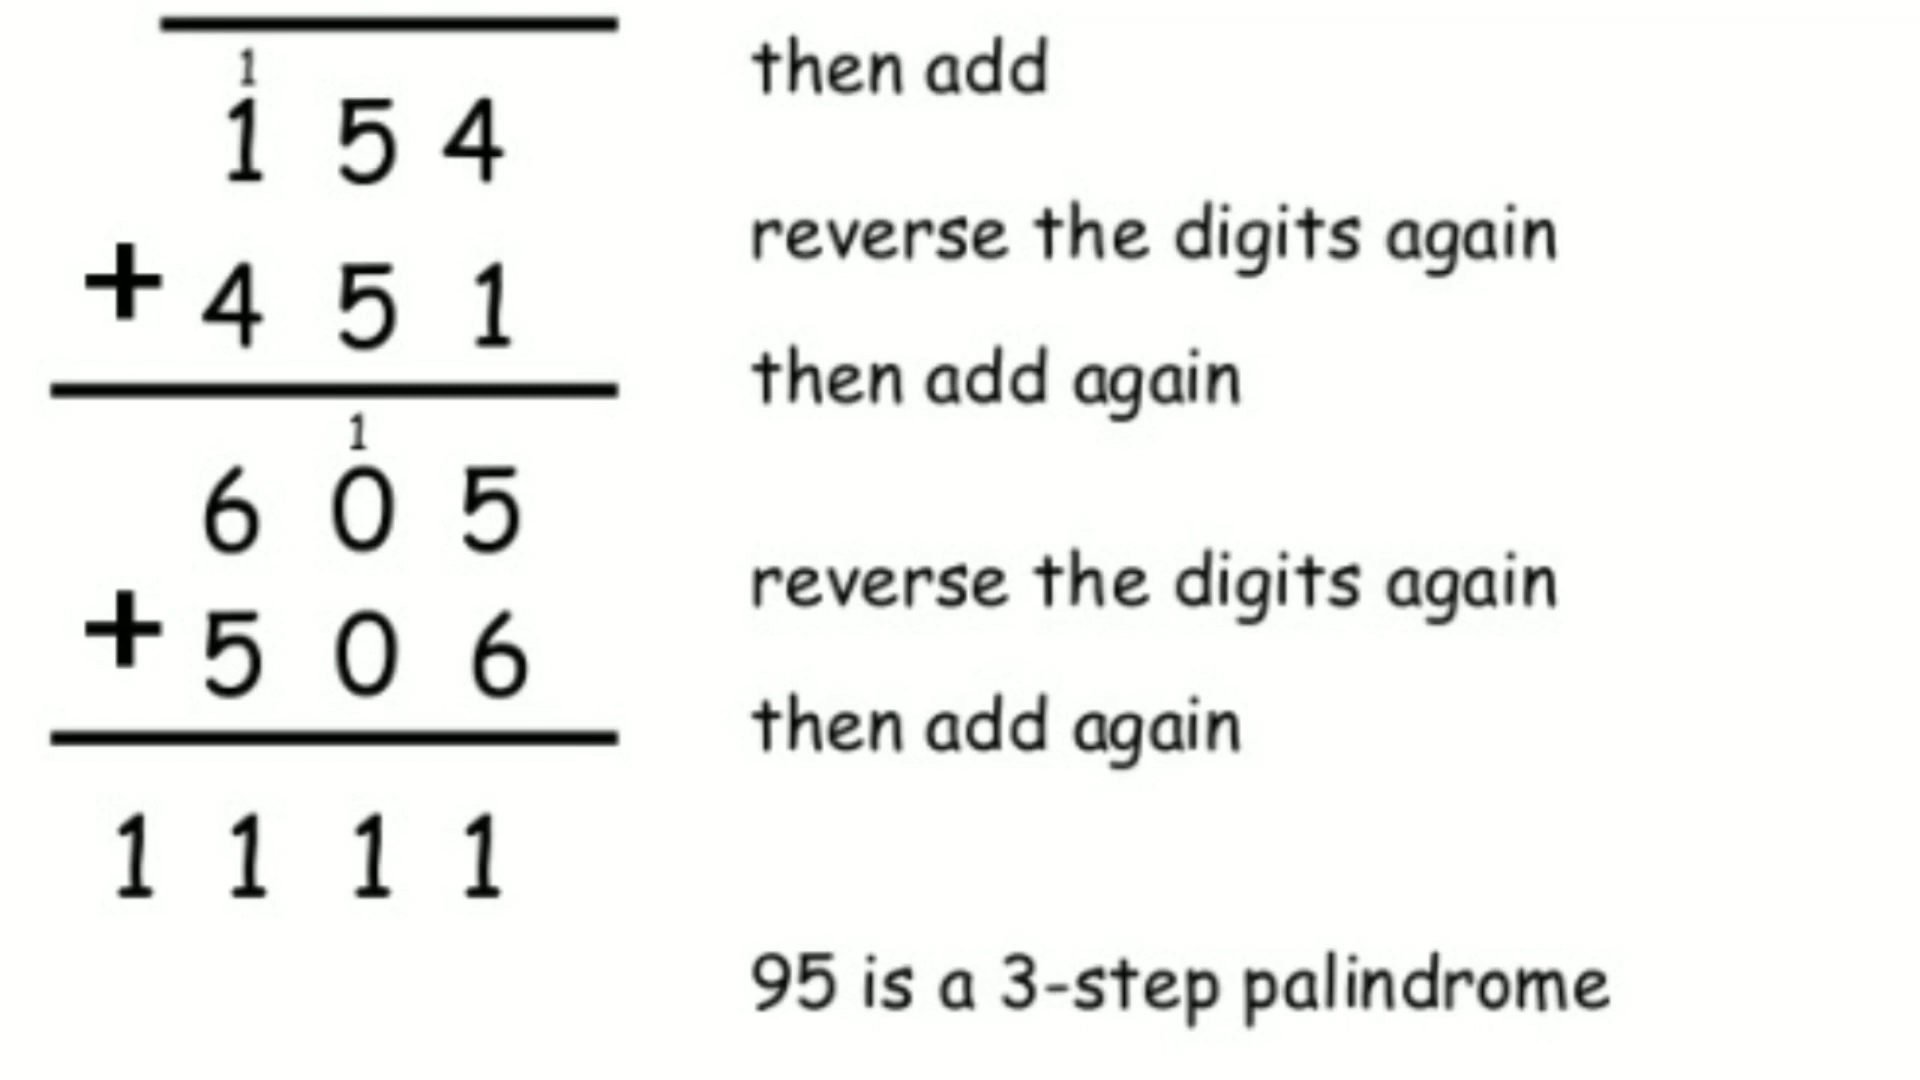 then add
1
1 5 4
reverse the digits again
+ 4 5 1
then add again
1
6 0 5
reverse the digits again
+ 5 0 6
then add again
1 1 1 1
95 is a 3-step palindrome